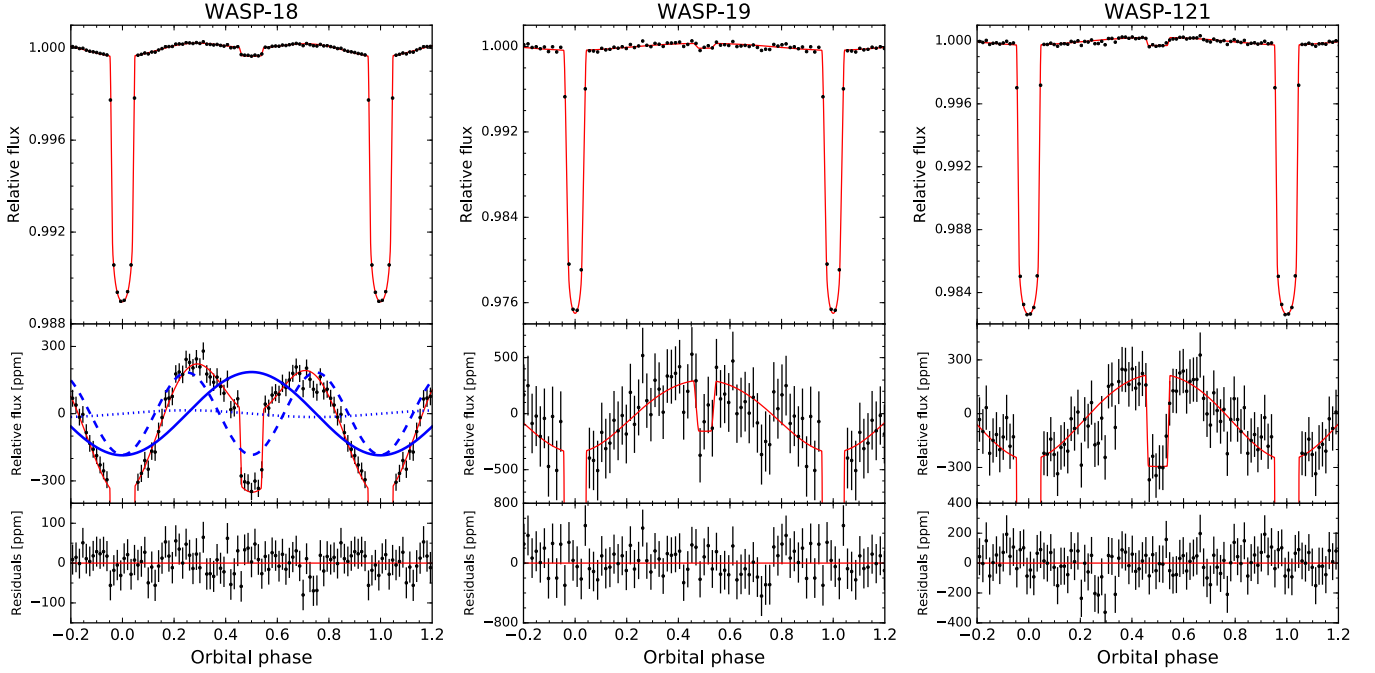 WASP-18
Relative flux
1.000
0.996
0.992
0.988
Relative flux [ppm]
300
0
−300
Residuals [ppm]
100
0
−100
−0.2 0.0 0.2 0.4 0.6 0.8 1.0 1.2
Orbital phase
WASP-19
Relative flux
1.000
0.992
0.984
0.976
Relative flux [ppm]
500
0
−500
Residuals [ppm]
800
0
−800
−0.2 0.0 0.2 0.4 0.6 0.8 1.0 1.2
Orbital phase
WASP-121
Relative flux
1.000
0.996
0.992
0.988
0.984
Relative flux [ppm]
300
0
−300
Residuals [ppm]
400
200
0
−200
−400
−0.2 0.0 0.2 0.4 0.6 0.8 1.0 1.2
Orbital phase